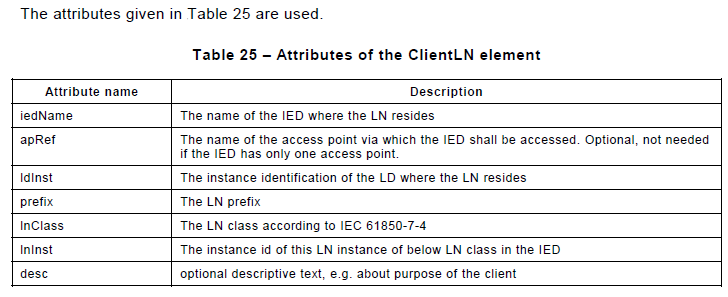 The attributes given in Table 25 are used.
Table 25 – Attributes of the ClientLN element
Attribute name Description
iedName The name of the IED where the LN resides
apRef The name of the access point via which the IED shall be accessed. Optional, not needed
if the IED has only one access point.
ldInst The instance identification of the LD where the LN resides
prefix The LN prefix
lnClass The LN class according to IEC 61850-7-4
lnInst The instance id of this LN instance of below LN class in the IED
desc optional descriptive text, e.g. about purpose of the client